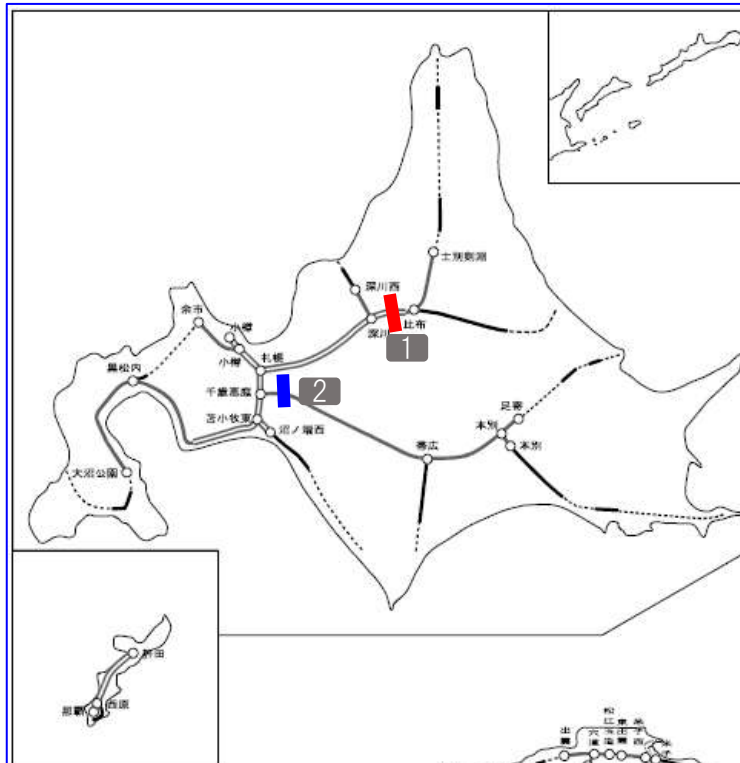 士別剣淵
深川西
余市
深川
比布
小樽
1
小樽
札幌
黒松内
千歳恵庭
2
足寄
苫小牧東
沼ノ端西
本別
本別
帯広
大沼公園
許田
西原
那覇